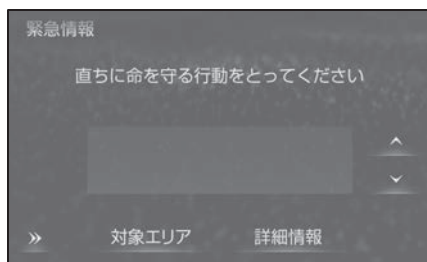 緊急情報
直ちに命を守る行動をとってください
対象エリア 詳細情報